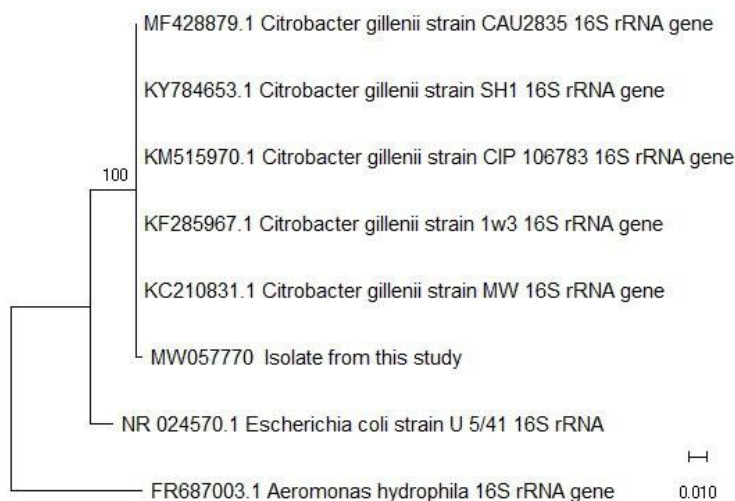 MF428879.1 Citrobacter gillenii strain CAU2835 16S rRNA gene
KY784653.1 Citrobacter gillenii strain SH1 16S rRNA gene
KM515970.1 Citrobacter gillenii strain CIP 106783 16S rRNA gene
100
KF285967.1 Citrobacter gillenii strain 1w3 16S rRNA gene
KC210831.1 Citrobacter gillenii strain MW 16S rRNA gene
MW057770 Isolate from this study
NR 024570.1 Escherichia coli strain U 5/41 16S rRNA
FR687003.1 Aeromonas hydrophila 16S rRNA gene
0.010